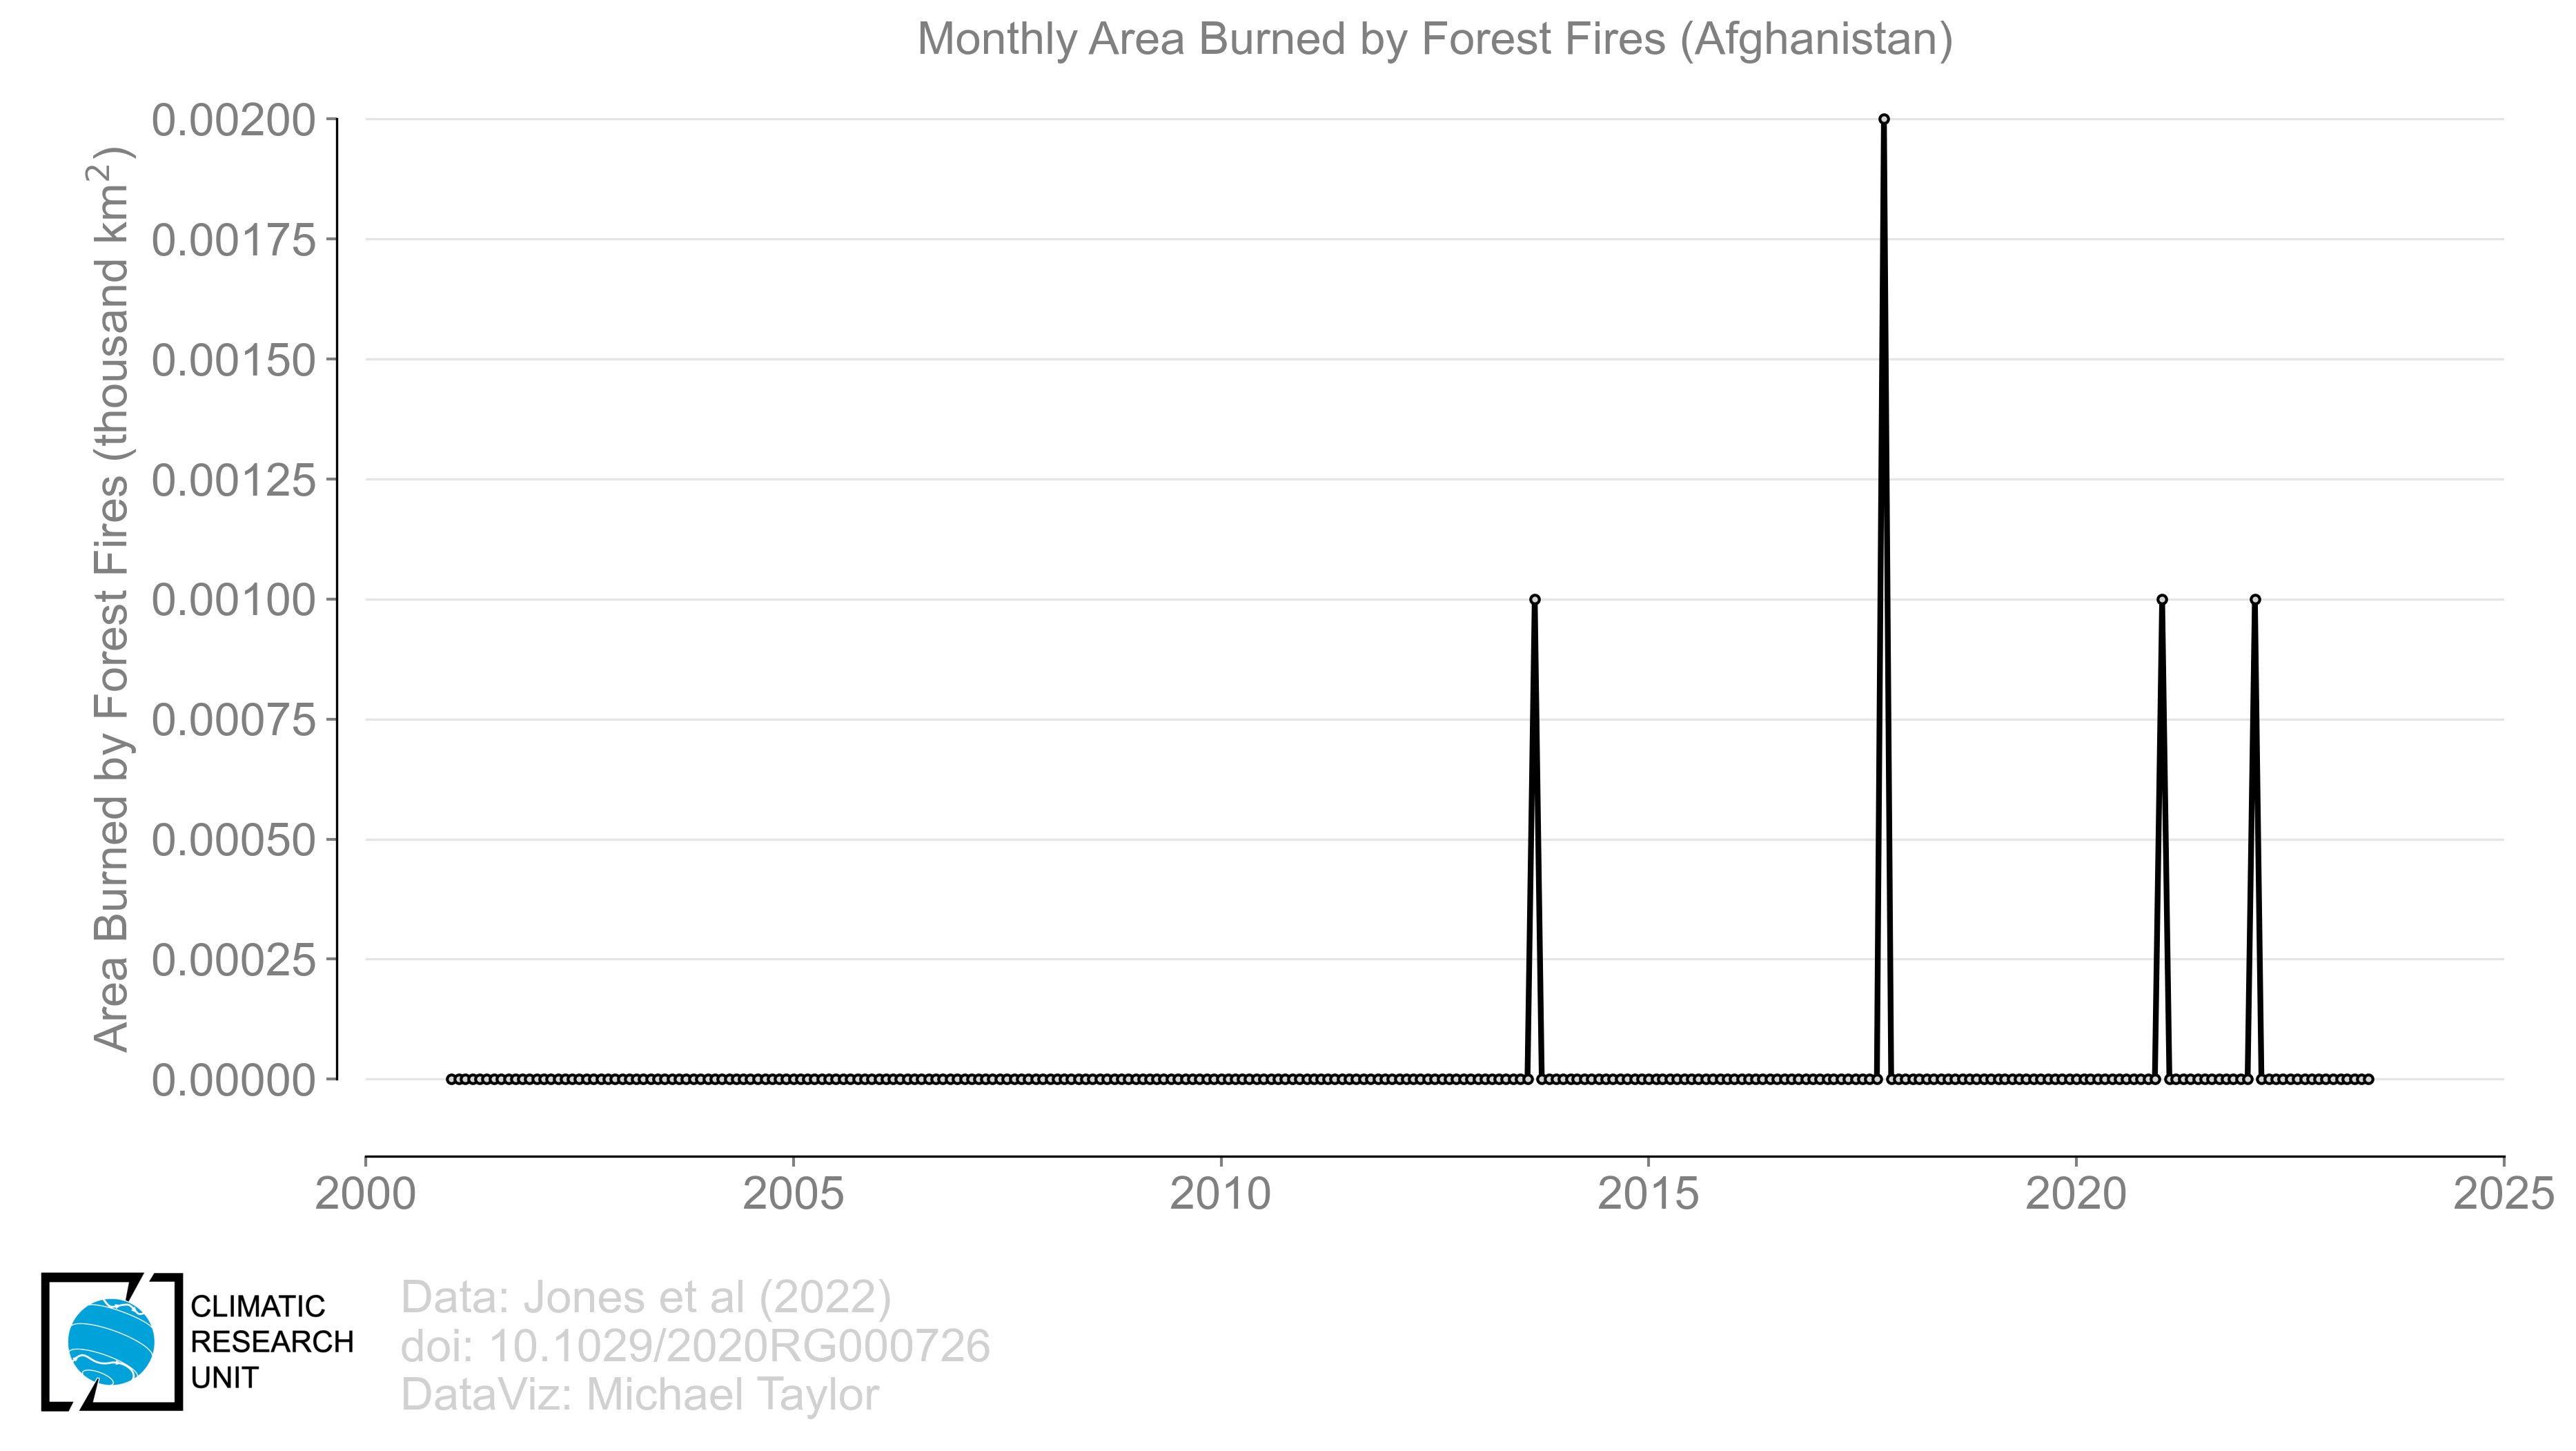 Monthly Area Burned by Forest Fires (Afghanistan)
Area Burned by Forest Fires (thousand km²)
0.00200
0.00175
0.00150
0.00125
0.00100
0.00075
0.00050
0.00025
0.00000
2000 2005 2010 2015 2020 2025
CLIMATIC
RESEARCH
UNIT
Data: Jones et al (2022)
doi: 10.1029/2020RG000726
DataViz: Michael Taylor